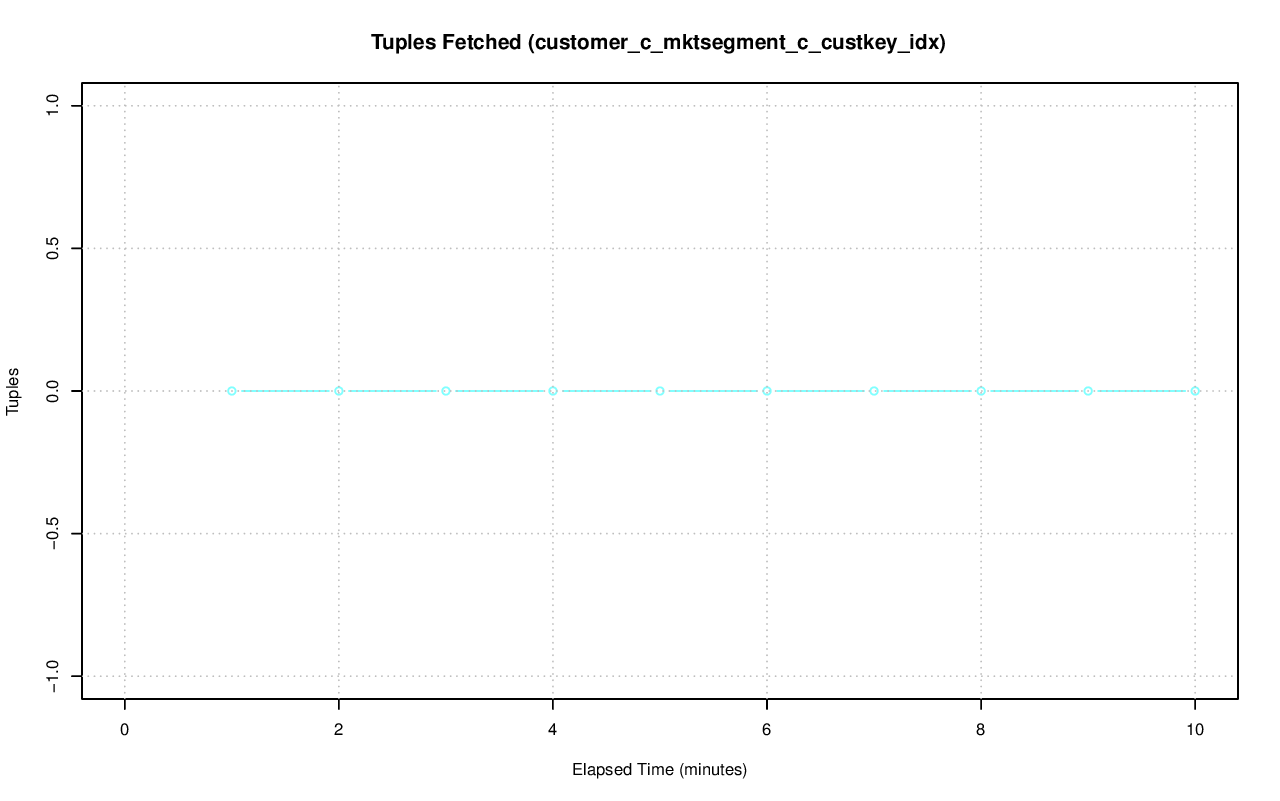 Tuples Fetched (customer_c_mktsegment_c_custkey_idx)
1.0
0.5
0.0
−0.5
−1.0
Tuples
0 2 4 6 8 10
Elapsed Time (minutes)